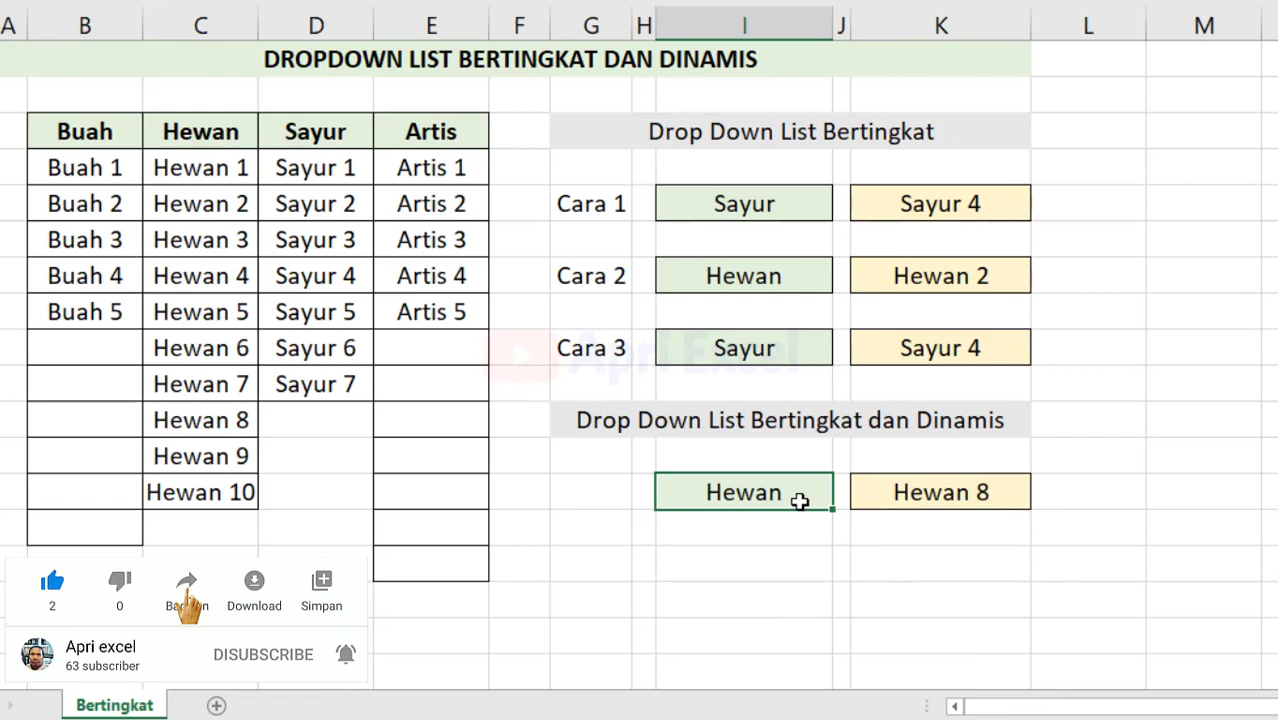 A B C D E F G H I J K L M
DROPDOWN LIST BERTINGKAT DAN DINAMIS
Buah Hewan Sayur Artis Drop Down List Bertingkat
Buah 1 Hewan 1 Sayur 1 Artis 1
Buah 2 Hewan 2 Sayur 2 Artis 2 Cara 1 Sayur Sayur 4
Buah 3 Hewan 3 Sayur 3 Artis 3
Buah 4 Hewan 4 Sayur 4 Artis 4 Cara 2 Hewan Hewan 2
Buah 5 Hewan 5 Sayur 5 Artis 5
Hewan 6 Sayur 6 Cara 3 Sayur Sayur 4
Apri Excel
Hewan 7 Sayur 7
Hewan 8 Drop Down List Bertingkat dan Dinamis
Hewan 9
Hewan 10 Hewan Hewan 8
2 0 Download Simpan
Apri excel
63 subscriber
DISUBSCRIBE
Bertingkat